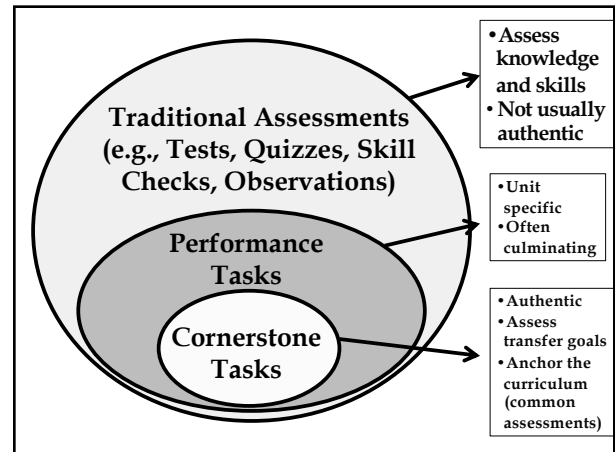 Traditional Assessments
(e.g., Tests, Quizzes, Skill
Checks, Observations)
Performance
Tasks
Cornerstone
Tasks
• Assess
knowledge
and skills
• Not usually
authentic
• Unit
specific
• Often
culminating
• Authentic
• Assess
transfer goals
• Anchor the
curriculum
(common
assessments)